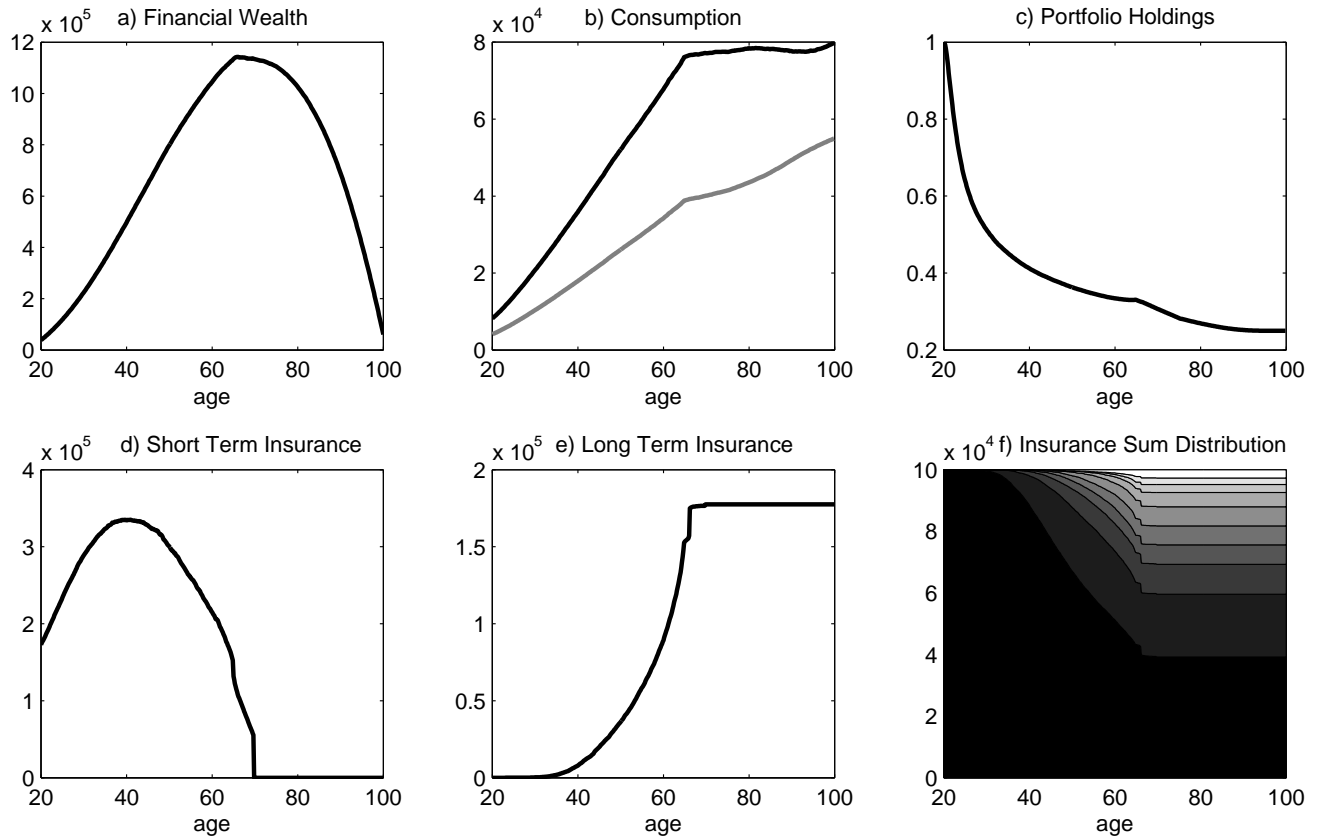 x 10^5 a) Financial Wealth
12
10
8
6
4
2
0
20 40 60 80 100
age
x 10^4 b) Consumption
8
6
4
2
0
20 40 60 80 100
age
c) Portfolio Holdings
1
0.8
0.6
0.4
0.2
20 40 60 80 100
age
x 10^5 d) Short Term Insurance
4
3
2
1
0
20 40 60 80 100
age
x 10^5 e) Long Term Insurance
2
1.5
1
0.5
0
20 40 60 80 100
age
x 10^4 f) Insurance Sum Distribution
10
8
6
4
2
0
20 40 60 80 100
age